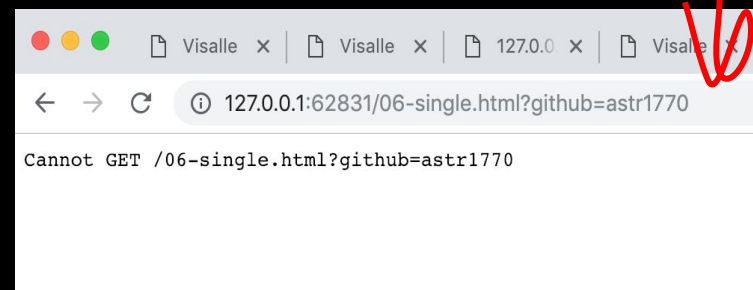 Visalle Visalle 127.0.0 Visalle
127.0.0.1:62831/06-single.html?github=astr1770
Cannot GET /06-single.html?github=astr1770